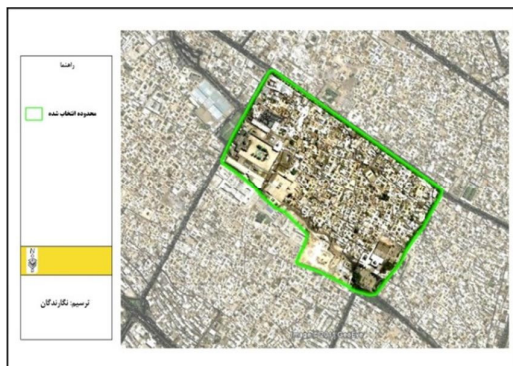 راهنما
محدوده انتخاب شده
ترسیم: نگارندگان